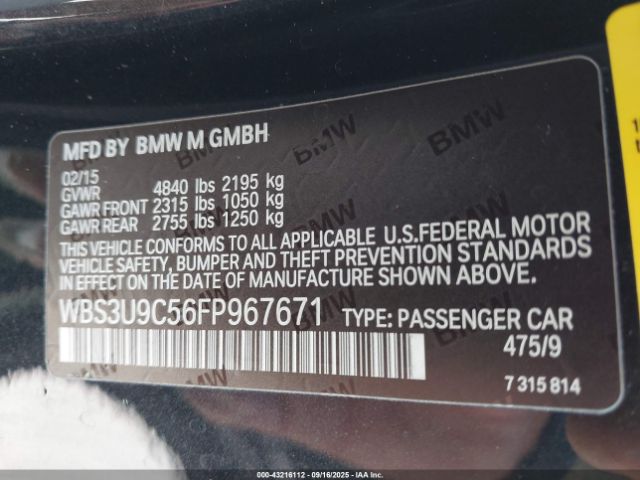 MFD BY BMW M GMBH
02/15
GVWR 4840 lbs 2195 kg
GAWR FRONT 2315 lbs 1050 kg
GAWR REAR 2755 lbs 1250 kg
THIS VEHICLE CONFORMS TO ALL APPLICABLE U.S.FEDERAL MOTOR
VEHICLE SAFETY, BUMPER AND THEFT PREVENTION STANDARDS
IN EFFECT ON THE DATE OF MANUFACTURE SHOWN ABOVE.
WBS3U9C56FP967671 TYPE: PASSENGER CAR
475/9
7 315 814
BMW
BMW
BMW
000-43216112 - 09/16/2025 - IAA Inc.